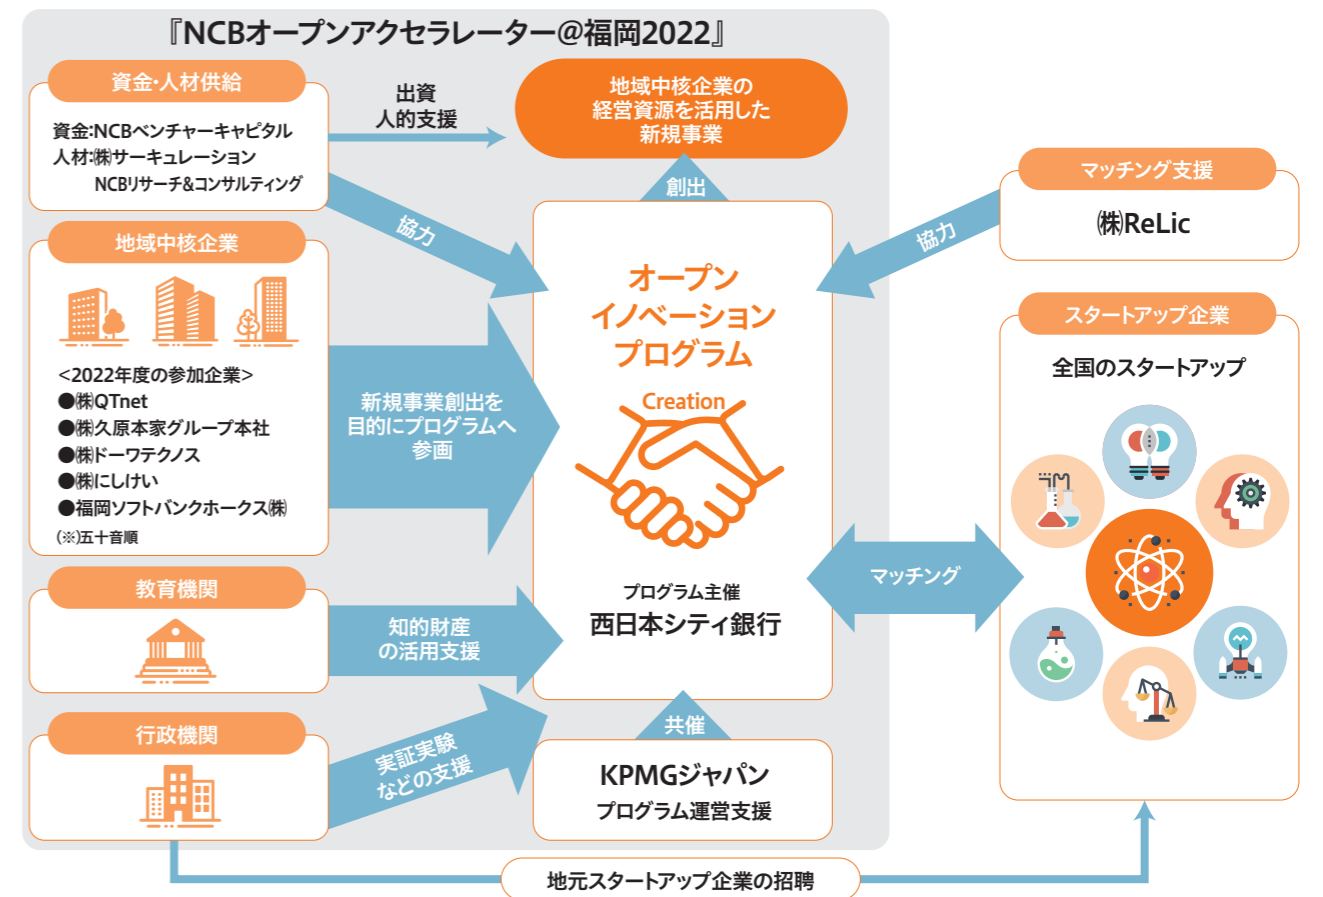 『NCBオープンアクセラレーター@福岡2022』
資金・人材供給
資金:NCBベンチャーキャピタル
人材:㈱サーキュレーション
NCBリサーチ&コンサルティング
出資
人的支援
地域中核企業の
経営資源を活用した
新規事業
創出
協力
地域中核企業
<2022年度の参加企業>
●㈱QTnet
●㈱久原本家グループ本社
●㈱ドーワテクノス
●㈱にしけい
●福岡ソフトバンクホークス㈱
(※)五十音順
新規事業創出を
目的にプログラムへ
参画
オープン
イノベーション
プログラム
Creation
プログラム主催
西日本シティ銀行
教育機関
知的財産
の活用支援
行政機関
実証実験
などの支援
共催
KPMGジャパン
プログラム運営支援
協力
マッチング支援
㈱ReLic
スタートアップ企業
全国のスタートアップ
マッチング
地元スタートアップ企業の招聘